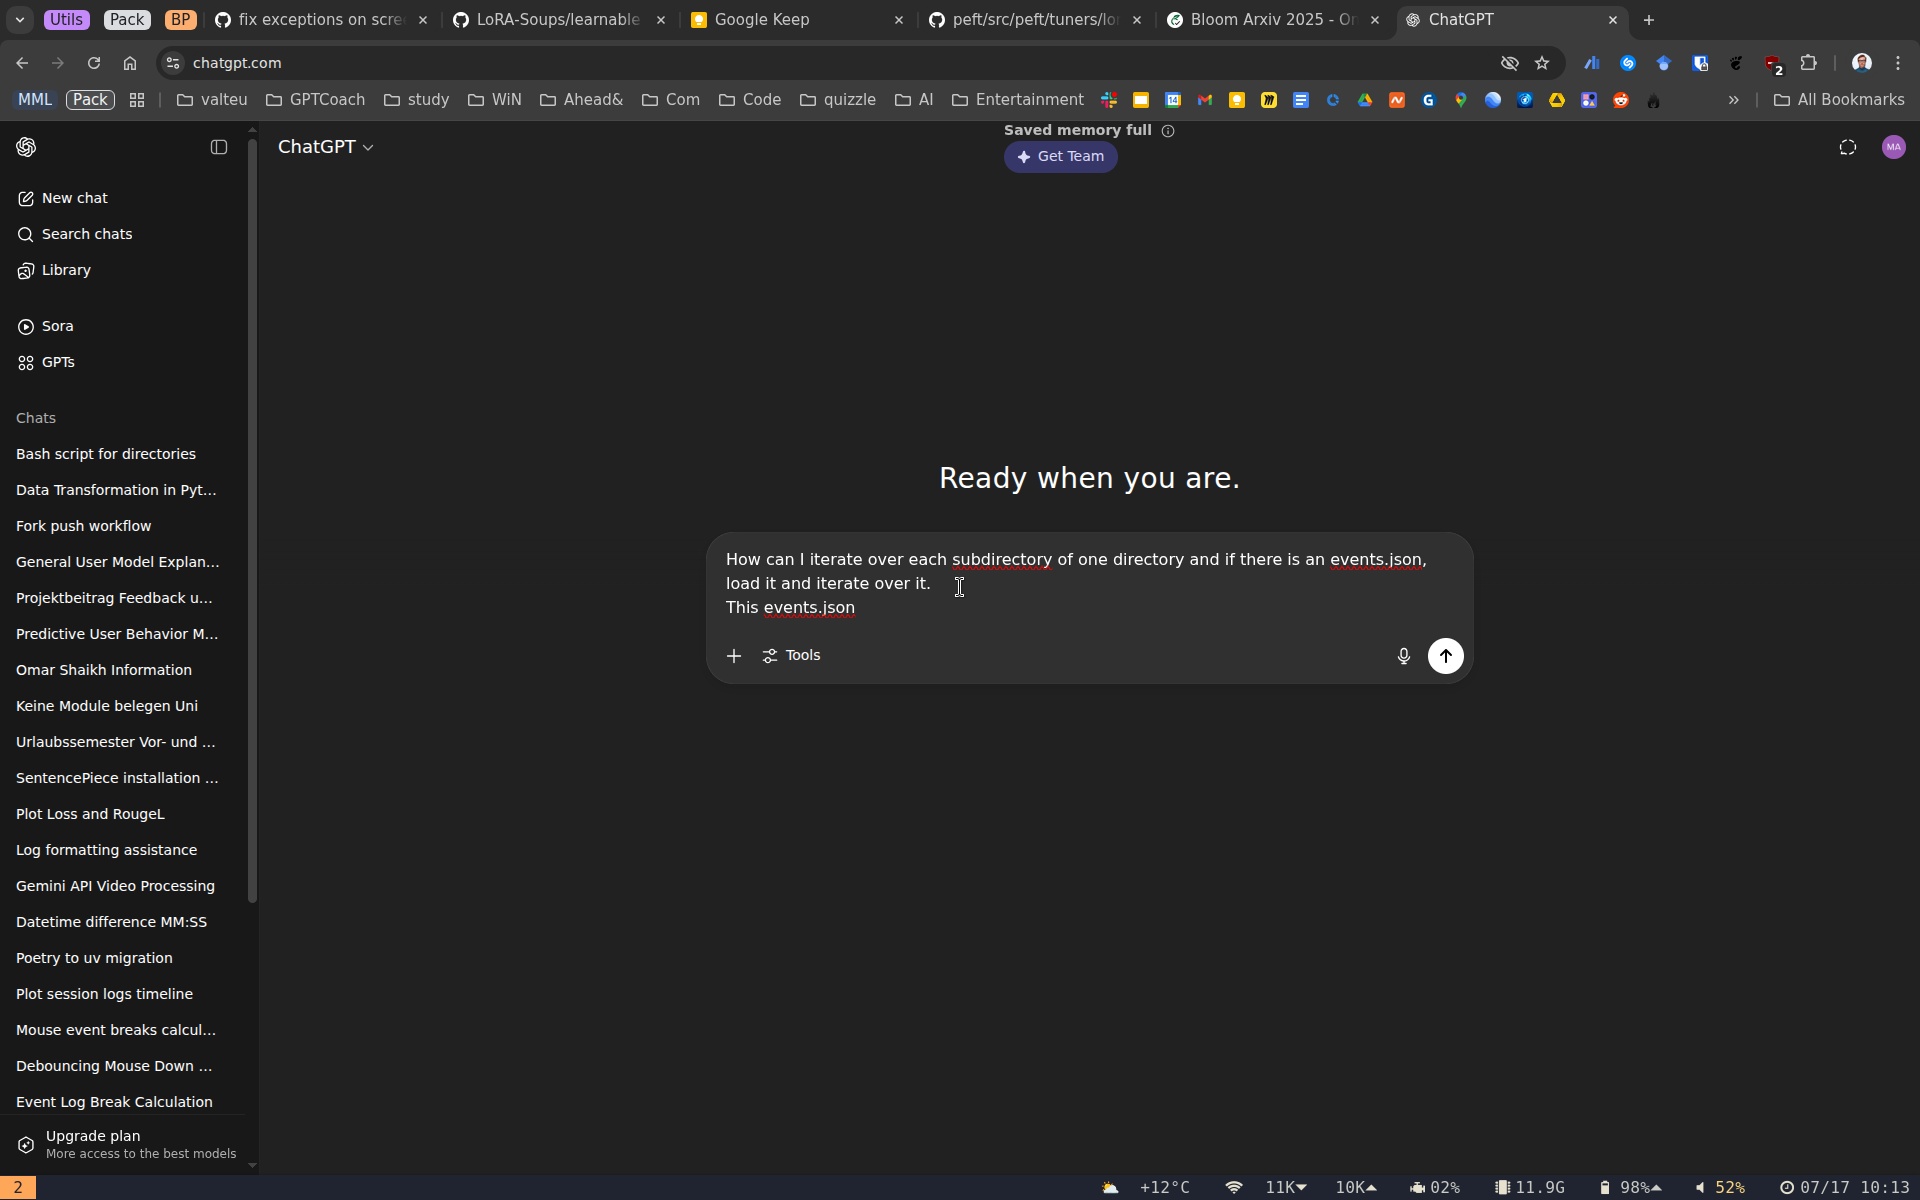 Utils Pack BP fix exceptions on scre LoRA-Soups/learnable Google Keep peft/src/peft/tuners/lo Bloom Arxiv 2025 - O ChatGPT
chatgpt.com
2
MML Pack valteu GPTCoach study WiN Ahead& Com Code quizzle AI Entertainment All Bookmarks
ChatGPT
Saved memory full
Get Team
MA
New chat
Search chats
Library
Sora
GPTs
Chats
Bash script for directories
Data Transformation in Pyt...
Fork push workflow
General User Model Explan...
Projektbeitrag Feedback u...
Predictive User Behavior M...
Omar Shaikh Information
Keine Module belegen Uni
Urlaubssemester Vor- und ...
SentencePiece installation ...
Plot Loss and RougeL
Log formatting assistance
Gemini API Video Processing
Datetime difference MM:SS
Poetry to uv migration
Plot session logs timeline
Mouse event breaks calcul...
Debouncing Mouse Down ...
Event Log Break Calculation
Upgrade plan
More access to the best models
Ready when you are.
How can I iterate over each subdirectory of one directory and if there is an events.json,
load it and iterate over it.
This events.json
Tools
2 +12°C 11K 10K 02% 11.9G 98% 52% 07/17 10:13